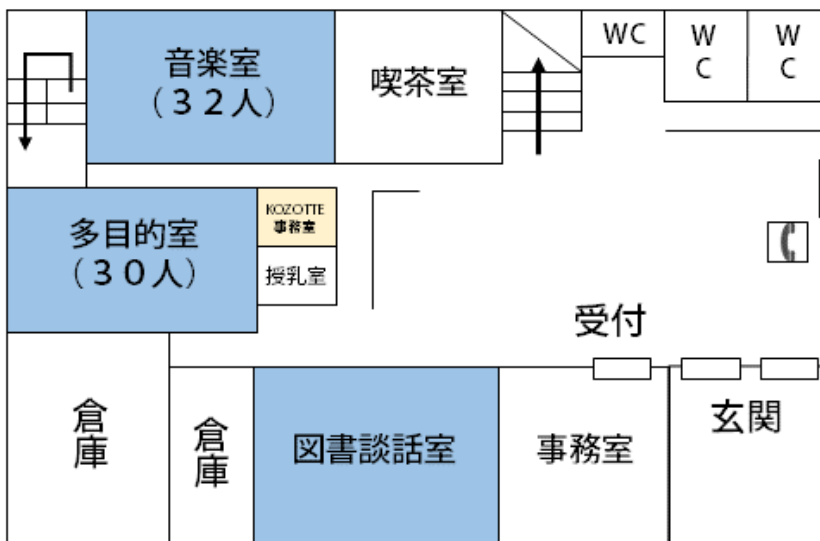 音楽室
（３２人）
喫茶室
WC
W
C
W
C
多目的室
（３０人）
KOZOTTE
事務室
授乳室
受付
倉庫
倉庫
図書談話室
事務室
玄関